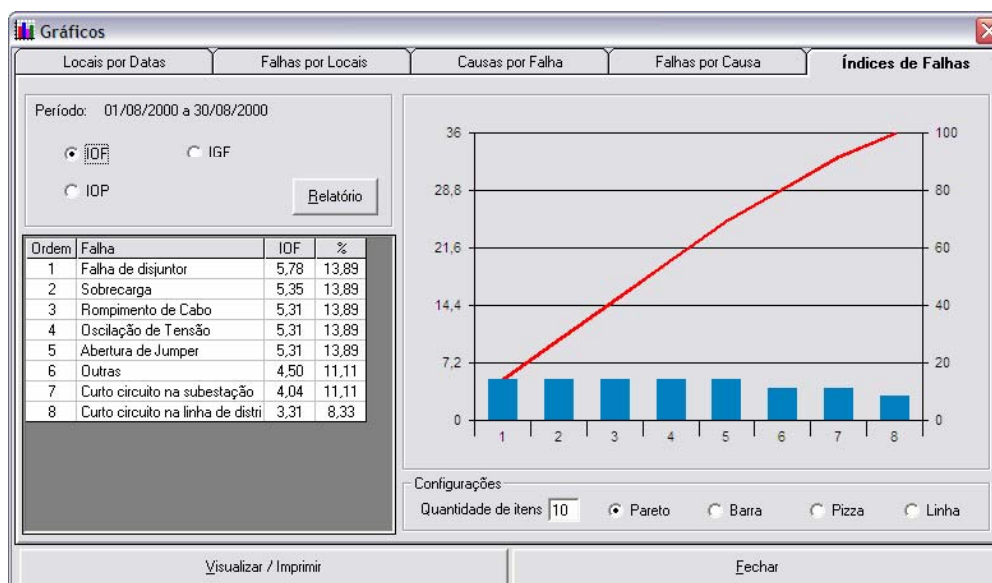 Gráficos
Locais por Datas
Falhas por Locais
Causas por Falha
Falhas por Causa
Índices de Falhas
Período: 01/08/2000 a 30/08/2000
IOF
IGF
IOP
Relatório
Ordem Falha IOF %
1 Falha de disjuntor 5,78 13,89
2 Sobrecarga 5,35 13,89
3 Rompimento de Cabo 5,31 13,89
4 Oscilação de Tensão 5,31 13,89
5 Abertura de Jumper 5,31 13,89
6 Outras 4,50 11,11
7 Curto circuito na subestação 4,04 11,11
8 Curto circuito na linha de distri 3,31 8,33
36 100
28,8 80
21,6 60
14,4 40
7,2 20
0 0
1 2 3 4 5 6 7 8
Configurações
Quantidade de itens 10 Pareto Barra Pizza Linha
Visualizar / Imprimir
Fechar